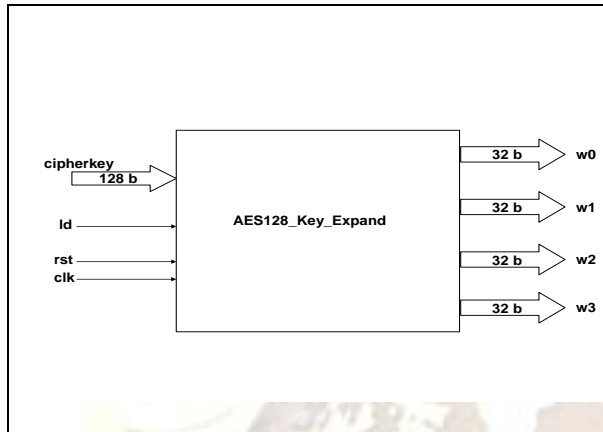 cipherkey
128 b
ld
rst
clk
AES128_Key_Expand
32 b
w0
32 b
w1
32 b
w2
32 b
w3